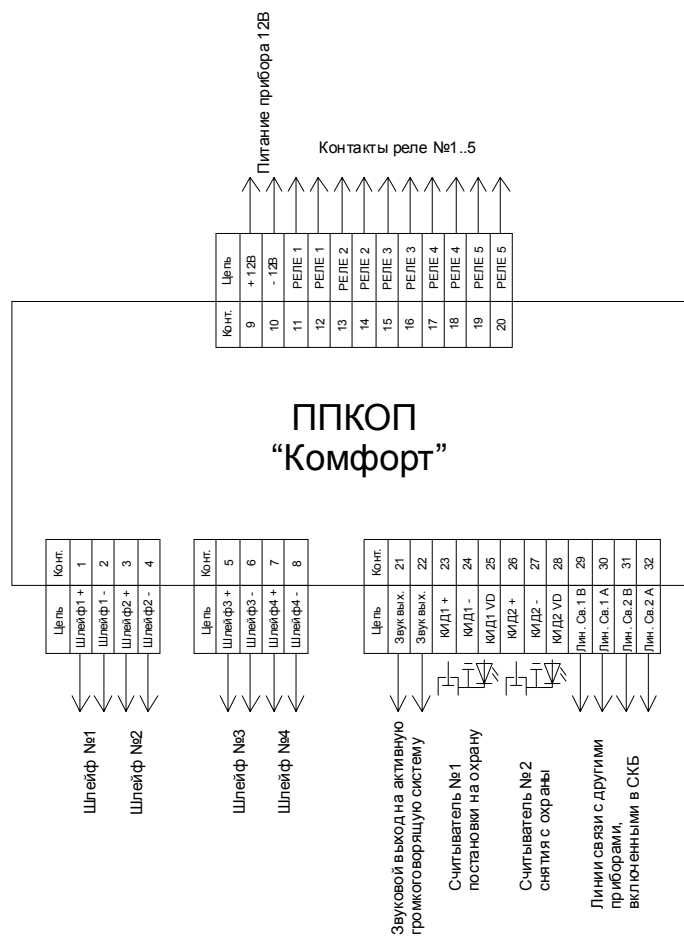 Питание прибора 12В
Контакты реле №1..5
Цепь
+ 12В
- 12В
РЕЛЕ 1
РЕЛЕ 1
РЕЛЕ 2
РЕЛЕ 2
РЕЛЕ 3
РЕЛЕ 3
РЕЛЕ 4
РЕЛЕ 4
РЕЛЕ 5
РЕЛЕ 5
Конт.
9
10
11
12
13
14
15
16
17
18
19
20
ППКОП
“Комфорт”
Конт.
1
2
3
4
Цепь
Шлейф1 +
Шлейф1 -
Шлейф2 +
Шлейф2 -
Конт.
5
6
7
8
Цепь
Шлейф3 +
Шлейф3 -
Шлейф4 +
Шлейф4 -
Конт.
21
22
23
24
25
26
27
28
29
30
31
32
Цепь
Звук вых.
Звук вых.
КИД1 +
КИД1 -
КИД1 VD
КИД2 +
КИД2 -
КИД2 VD
Лин. Св.1 В
Лин. Св.1 А
Лин. Св.2 В
Лин. Св.2 А
Шлейф №1
Шлейф №2
Шлейф №3
Шлейф №4
Звуковой выход на активную
громкоговорящую систему
Считыватель №1
постановки на охрану
Считыватель №2
снятия с охраны
Линии связи с другими
приборами,
включенными в СКБ